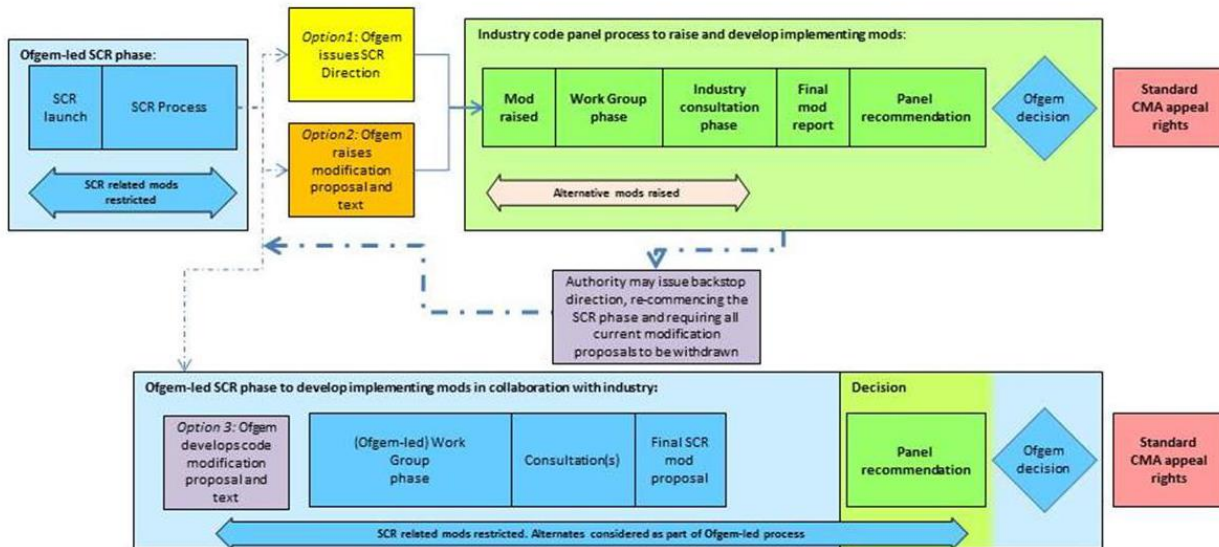 Ofgem-led SCR phase:
SCR
launch
SCR Process
SCR related mods
restricted
Option1: Ofgem
issues SCR
Direction
Option2: Ofgem
raises
modification
proposal and
text
Industry code panel process to raise and develop implementing mods:
Mod
raised
Work Group
phase
Industry
consultation
phase
Final
mod
report
Panel
recommendation
Ofgem
decision
Standard
CMA appeal
rights
Alternative mods raised
Authority may issue backstop
direction, re-commencing the
SCR phase and requiring all
current modification
proposals to be withdrawn
Ofgem-led SCR phase to develop implementing mods in collaboration with industry:
Decision
Option 3: Ofgem
develops code
modification
proposal and
text
(Ofgem-led) Work
Group
phase
Consultation(s)
Final SCR
mod
proposal
Panel
recommendation
Ofgem
decision
Standard
CMA appeal
rights
SCR related mods restricted. Alternates considered as part of Ofgem-led process